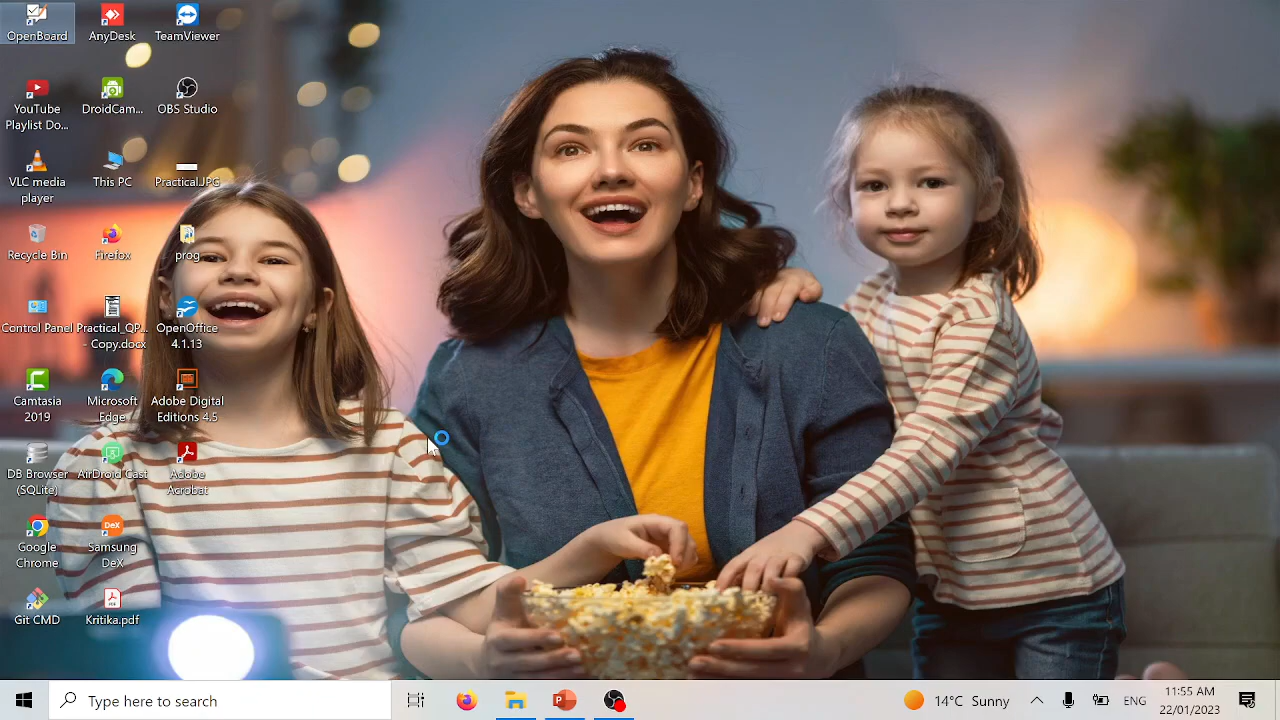 OpenBoard
AnyDesk
TeamViewer
YouTube
Playlist Do...
DroidCam...
OBS Studio
VLC media
player
This PC
Practical.JPG
Recycle Bin
Firefox
prog
Control Panel
Practical_QP...
- Copy.docx
OpenOffice
4.1.13
Camtasia
2019
Microsoft
Edge
Adobe Digital
Editions 4.5
DB Browser
(SQLite)
AirDroid Cast
Adobe
Acrobat
Google
Chrome
DeX
Samsung
DeX
Git CMD
Kritika.pdf
Type here to search
14°C Sunny
ENG
11:55 AM
22/01/2023